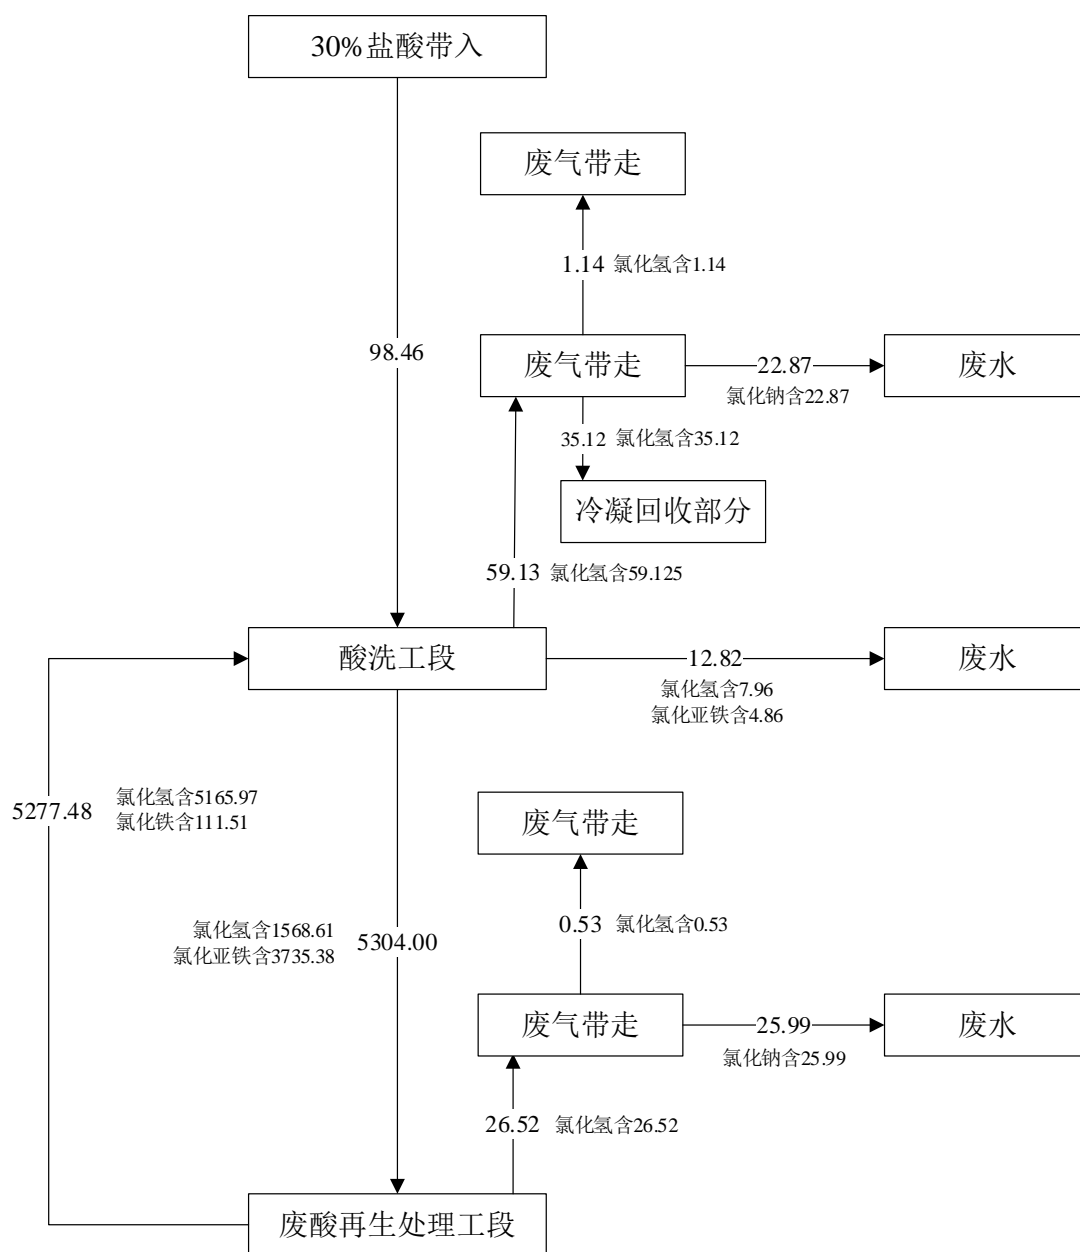 30%盐酸带入
废气带走
1.14 氯化氢含1.14
98.46
废气带走
22.87
废水
氯化钠含22.87
35.12 氯化氢含35.12
冷凝回收部分
59.13 氯化氢含59.125
酸洗工段
12.82
废水
氯化氢含7.96
氯化亚铁含4.86
5277.48
氯化氢含5165.97
氯化铁含111.51
废气带走
0.53 氯化氢含0.53
氯化氢含1568.61
氯化亚铁含3735.38
5304.00
废气带走
25.99
废水
氯化钠含25.99
26.52 氯化氢含26.52
废酸再生处理工段